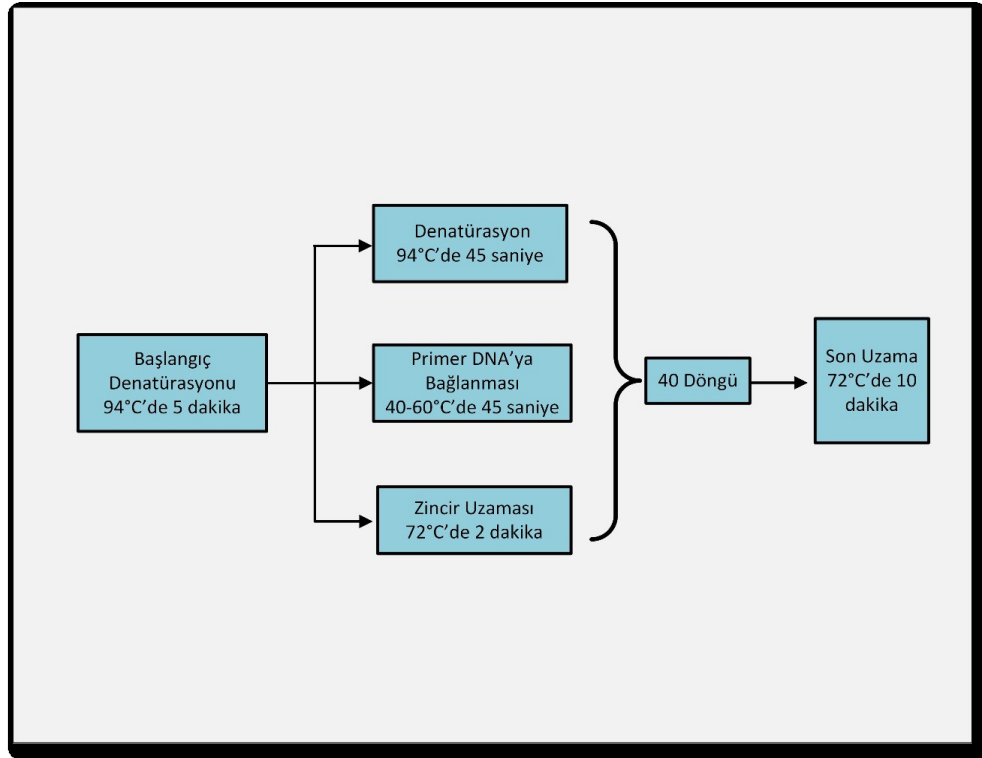 Başlangıç
Denatürasyonu
94°C’de 5 dakika
Denatürasyon
94°C’de 45 saniye
Primer DNA’ya
Bağlanması
40-60°C’de 45 saniye
Zincir Uzaması
72°C’de 2 dakika
40 Döngü
Son Uzama
72°C’de 10
dakika